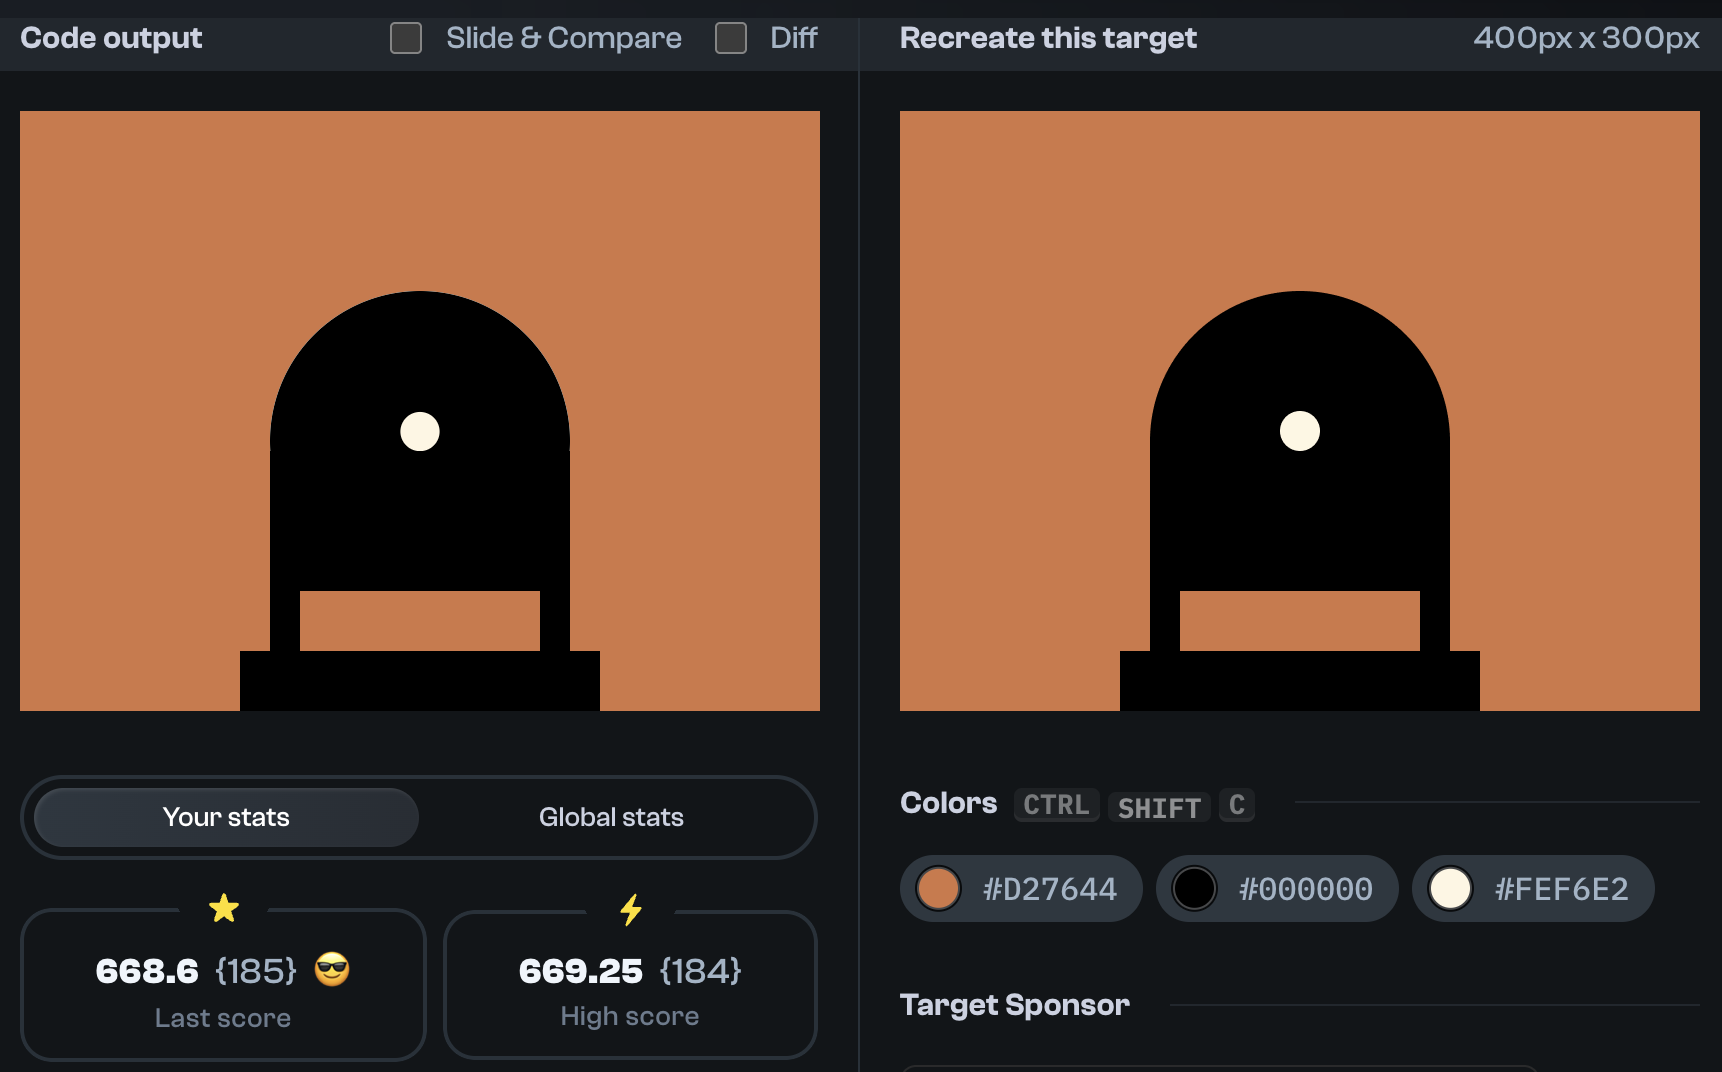 Code output
Slide & Compare
Diff
Recreate this target
400px x 300px
Your stats
Global stats
Colors CTRL SHIFT C
#D27644
#000000
#FEF6E2
668.6 {185} 😎
Last score
669.25 {184}
High score
Target Sponsor